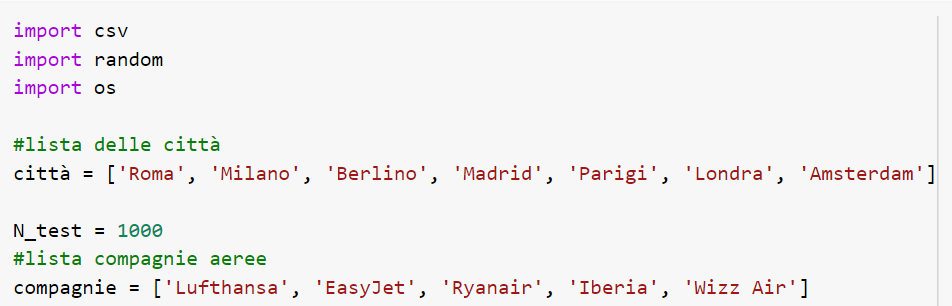 import csv
import random
import os
#lista delle città
città = ['Roma', 'Milano', 'Berlino', 'Madrid', 'Parigi', 'Londra', 'Amsterdam']
N_test = 1000
#lista compagnie aeree
compagnie = ['Lufthansa', 'EasyJet', 'Ryanair', 'Iberia', 'Wizz Air']